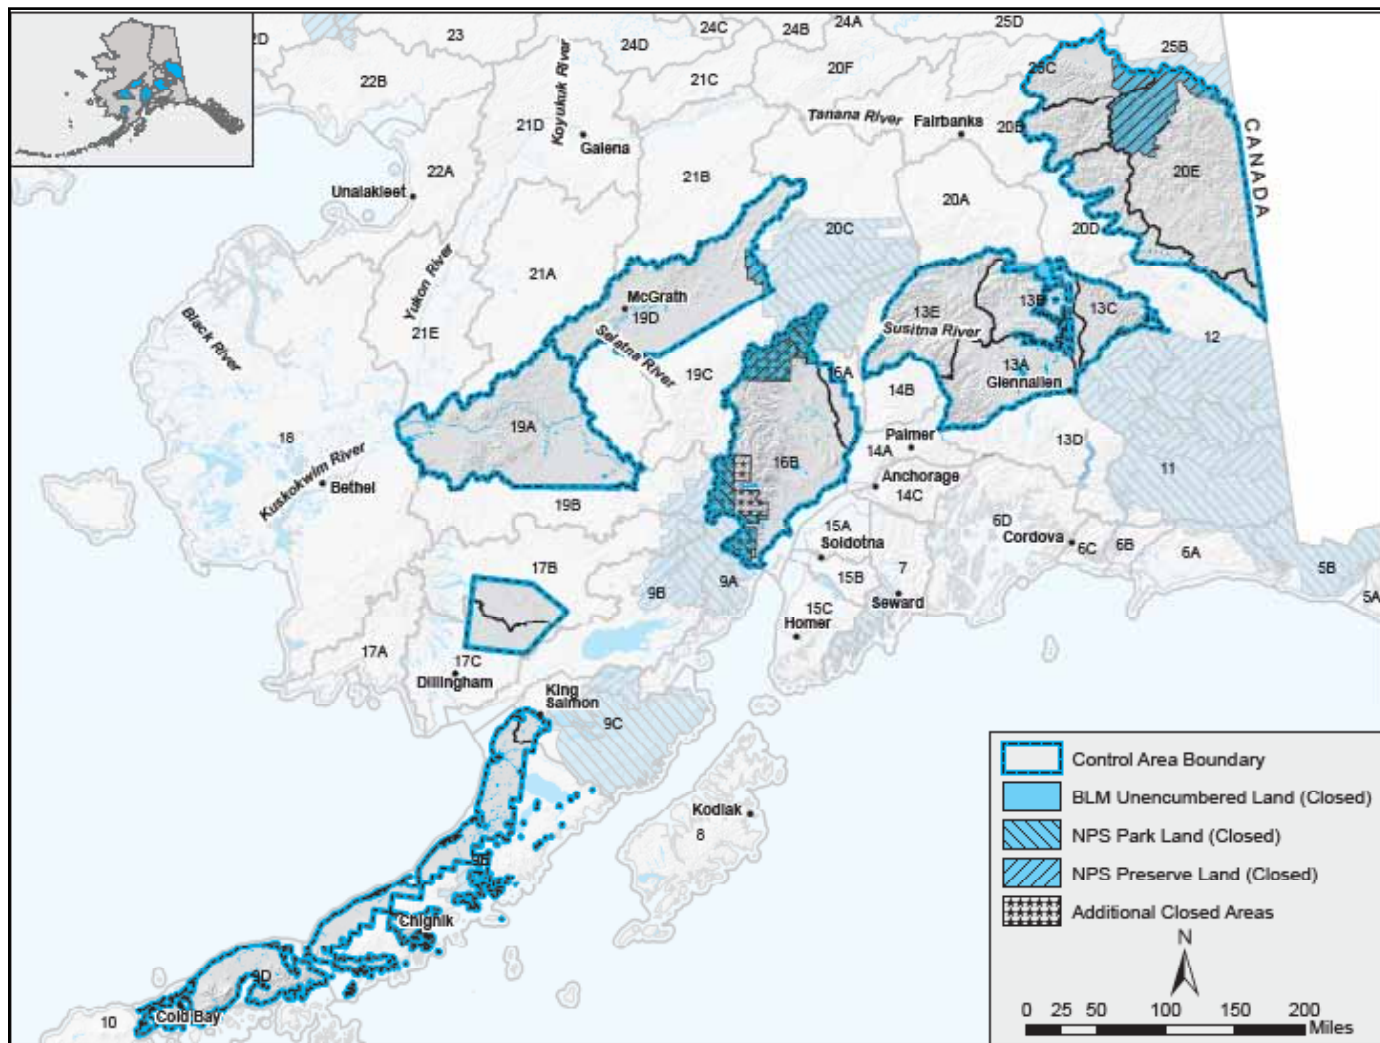 2D
23
24D
24C
24B
24A
25D
25B
22B
21C
20F
25C
Koyukuk River
21D
Galena
Tanana River
Fairbanks
20B
CANADA
22A
Unalakleet
21B
20A
20E
20C
20D
Yukon River
21A
McGrath
19D
13E
13B
13C
Black River
21E
Selatna River
Susitna River
12
19C
16A
13A
Glennallen
14B
19A
18
Palmer
14A
13D
Kuskokwim River
Bethel
16B
Anchorage
14C
11
19B
15A
Soldotna
6D
Cordova
6C
6B
6A
17B
9B
9A
15B
7
Seward
5B
5A
15C
Homer
17A
17C
Dillingham
King
Salmon
9C
Control Area Boundary
BLM Unencumbered Land (Closed)
Kodiak
8
NPS Park Land (Closed)
9E
NPS Preserve Land (Closed)
Chignik
Additional Closed Areas
N
9D
10
Cold Bay
0 25 50 100 150 200
Miles